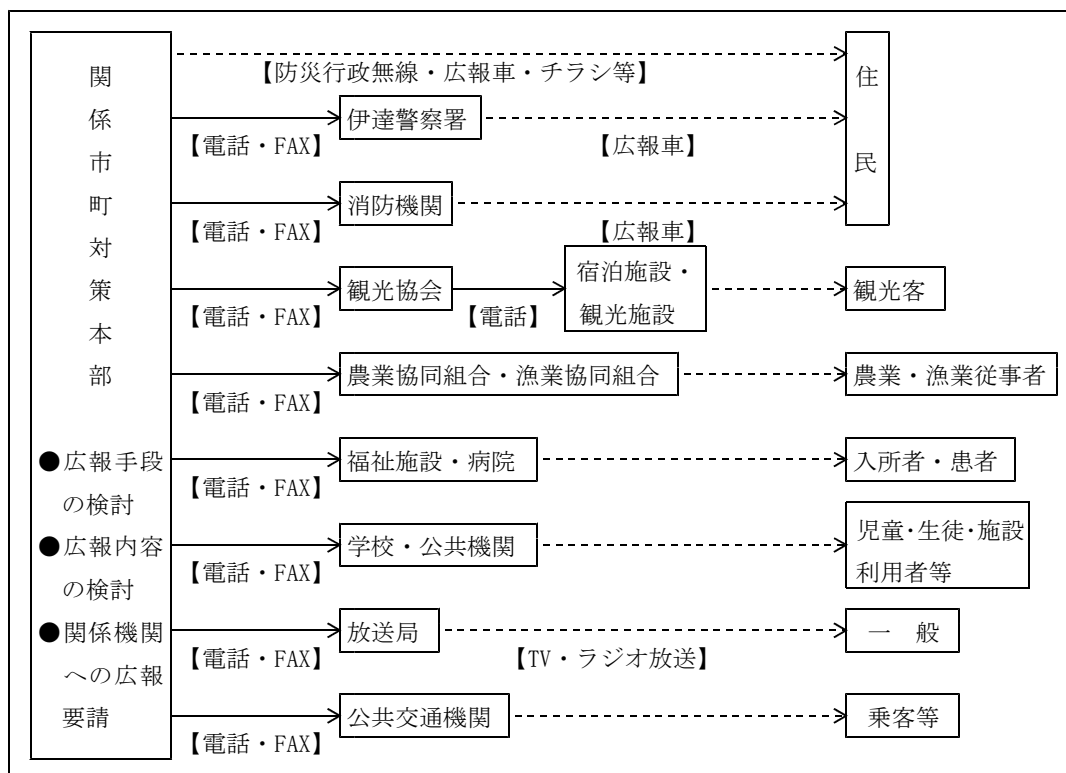 関係市町対策本部
●広報手段
の検討
●広報内容
の検討
●関係機関
への広報
要請
【防災行政無線・広報車・チラシ等】
住民
【電話・FAX】
伊達警察署
【広報車】
【電話・FAX】
消防機関
【広報車】
【電話・FAX】
観光協会
【電話】
宿泊施設・
観光施設
観光客
【電話・FAX】
農業協同組合・漁業協同組合
農業・漁業従事者
【電話・FAX】
福祉施設・病院
入所者・患者
【電話・FAX】
学校・公共機関
児童・生徒・施設
利用者等
【電話・FAX】
放送局
【TV・ラジオ放送】
一　般
【電話・FAX】
公共交通機関
乗客等